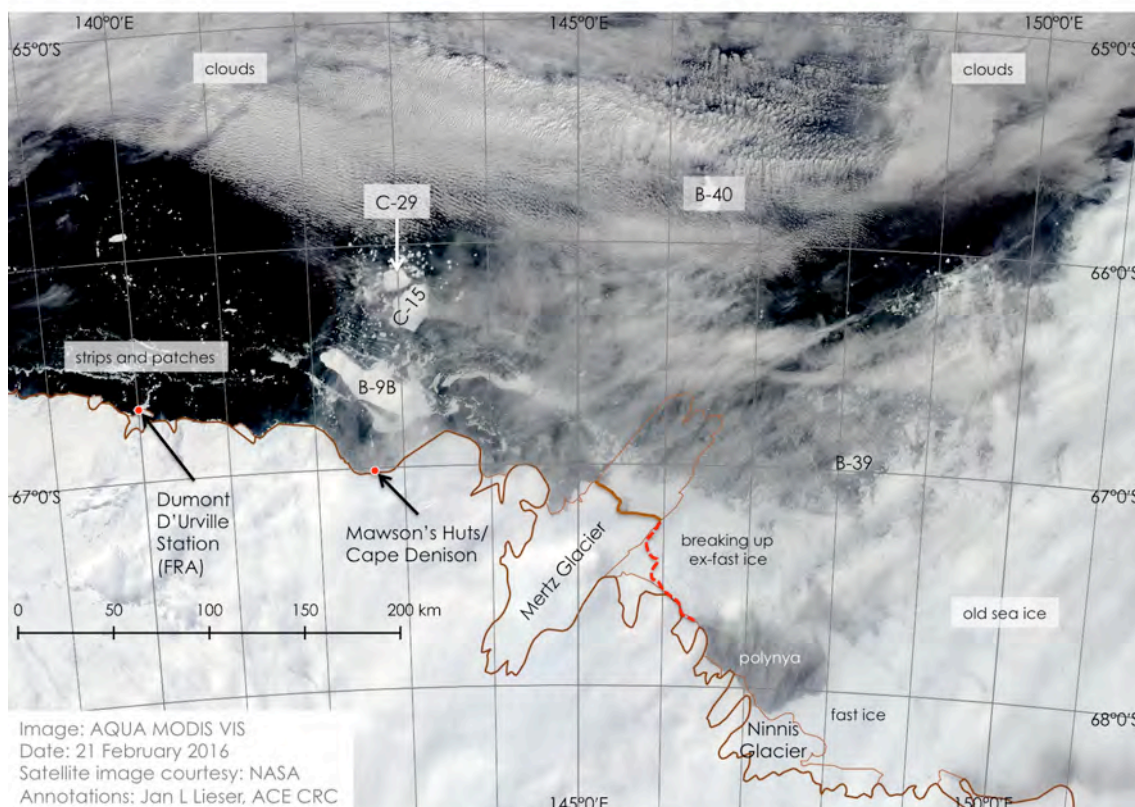 140°0'E
145°0'E
150°0'E
65°0'S
65°0'S
clouds
clouds
C-29
B-40
66°0'S
C-15
strips and patches
B-9B
B-39
67°0'S
67°0'S
Dumont
D'Urville
Station
(FRA)
Mawson's Huts/
Cape Denison
Mertz Glacier
breaking up
ex-fast ice
0 50 100 150 200 km
old sea ice
polynya
fast ice
68°0'S
Ninnis
Glacier
Image: AQUA MODIS VIS
Date: 21 February 2016
Satellite image courtesy: NASA
Annotations: Jan L Lieser, ACE CRC
145°0'E
150°0'E